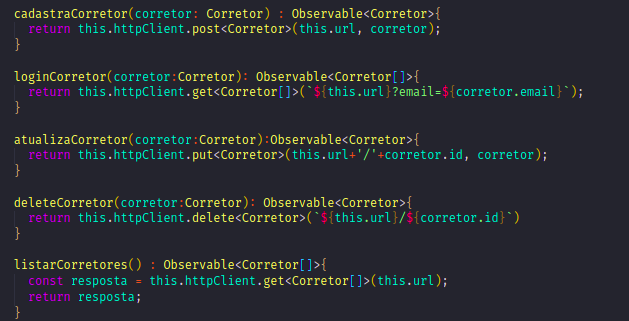 cadastraCorretor(corretor: Corretor) : Observable<Corretor>{
return this.httpClient.post<Corretor>(this.url, corretor);
}
loginCorretor(corretor:Corretor): Observable<Corretor[]>{
return this.httpClient.get<Corretor[]>(`${this.url}?email=${corretor.email}`);
}
atualizaCorretor(corretor:Corretor):Observable<Corretor>{
return this.httpClient.put<Corretor>(this.url+'/'+corretor.id, corretor);
}
deleteCorretor(corretor:Corretor): Observable<Corretor>{
return this.httpClient.delete<Corretor>(`${this.url}/${corretor.id}`)
}
listarCorretores() : Observable<Corretor[]>{
const resposta = this.httpClient.get<Corretor[]>(this.url);
return resposta;
}